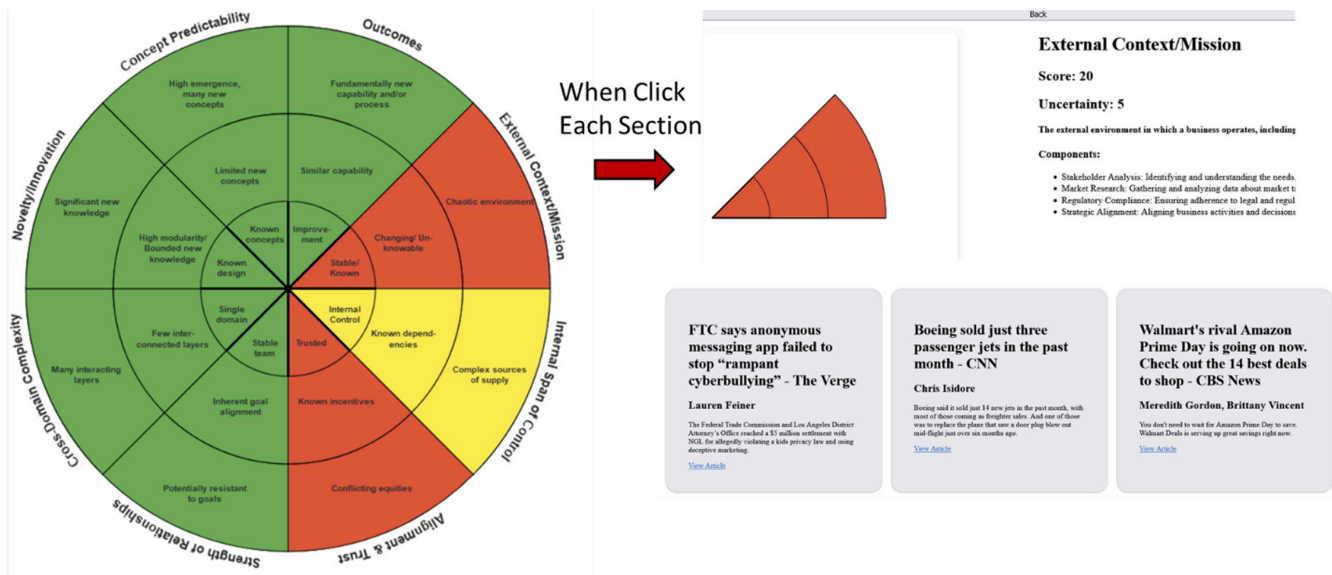 Concept Predictability
Outcomes
External Context/Mission
Internal Span of Control
Alignment & Trust
Strength of Relationships
Cross-Domain Complexity
Novelty/Innovation
High emergence,
many new
concepts
Fundamentally new
capability and/or
process
Limited new
concepts
Similar capability
Significant new
knowledge
High modularity/
Bounded new
knowledge
Known
concepts
Improve-
ment
Changing/ Un-
knowable
Chaotic environment
Known
design
Stable/
Known
Single
domain
Internal
Control
Few inter-
connected layers
Stable
team
Trusted
Known depend-
encies
Many interacting
layers
Complex sources
of supply
Inherent goal
alignment
Known incentives
Potentially resistant
to goals
Conflicting equities
When Click
Each Section
Back
External Context/Mission
Score: 20
Uncertainty: 5
The external environment in which a business operates, including
Components:
Stakeholder Analysis: Identifying and understanding the needs,
Market Research: Gathering and analyzing data about market
Regulatory Compliance: Ensuring adherence to legal and regul
Strategic Alignment: Aligning business activities and decisions
FTC says anonymous
messaging app failed to
stop “rampant
cyberbullying” - The Verge
Lauren Feiner
The Federal Trade Commission and Los Angeles District
Attorney’s Office reached a $5 million settlement with
NGL for allegedly violating a kids privacy law and using
deceptive marketing.
View Article
Boeing sold just three
passenger jets in the past
month - CNN
Chris Isidore
Boeing said it sold just 14 new jets in the past month, with
most of those coming as freighter sales. And one of those
was to replace the plane that saw a door plug blow out
mid-flight just over six months ago.
View Article
Walmart's rival Amazon
Prime Day is going on now.
Check out the 14 best deals
to shop - CBS News
Meredith Gordon, Brittany Vincent
You don't need to wait for Amazon Prime Day to save.
Walmart Deals is serving up great savings right now.
View Article